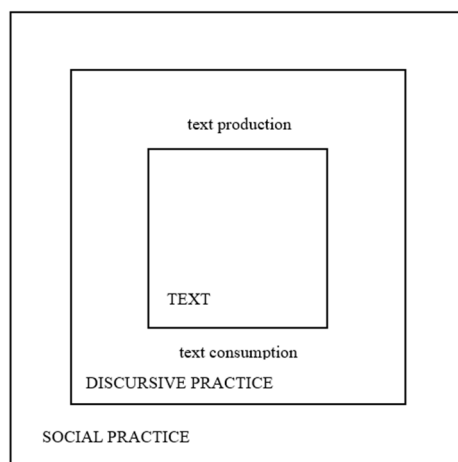 text production
TEXT
text consumption
DISCURSIVE PRACTICE
SOCIAL PRACTICE